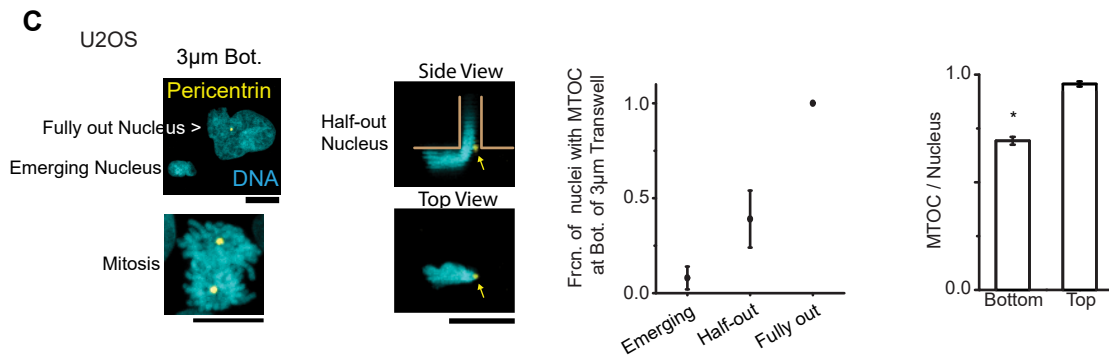 C
U2OS
3µm Bot.
Pericentrin
Fully out Nucleus >
Emerging Nucleus
DNA
Mitosis
Side View
Half-out
Nucleus
Top View
Frcn. of nuclei with MTOC
at Bot. of 3µm Transwell
1.0
0.5
0.0
Emerging
Half-out
Fully out
MTOC / Nucleus
1.0
0.0
*
Bottom
Top